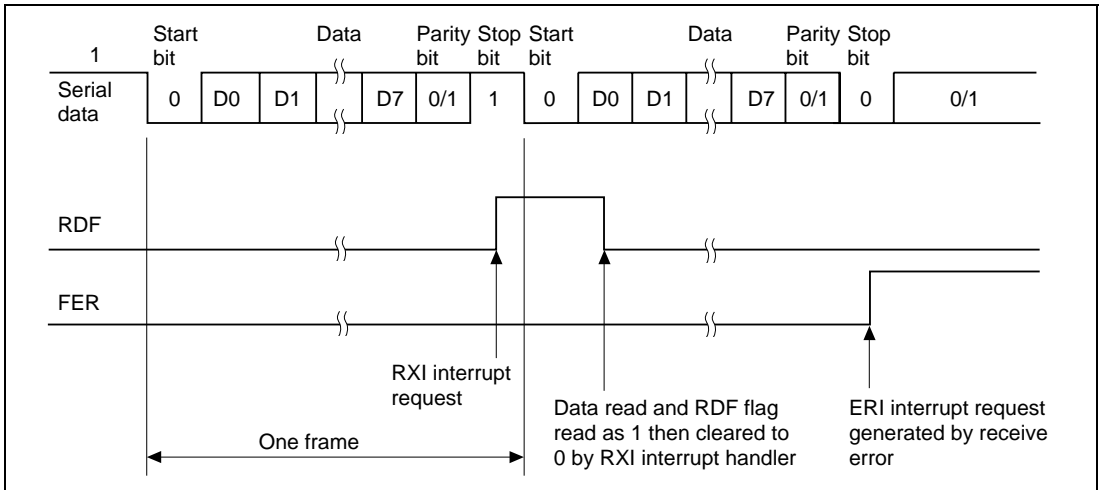 Start Data Parity Stop Start Data Parity Stop
1 bit bit bit bit bit bit
Serial data 0 D0 D1 D7 0/1 1 0 D0 D1 D7 0/1 0 0/1
RDF
FER
RXI interrupt
request
Data read and RDF flag
read as 1 then cleared to
0 by RXI interrupt handler
ERI interrupt request
generated by receive
error
One frame